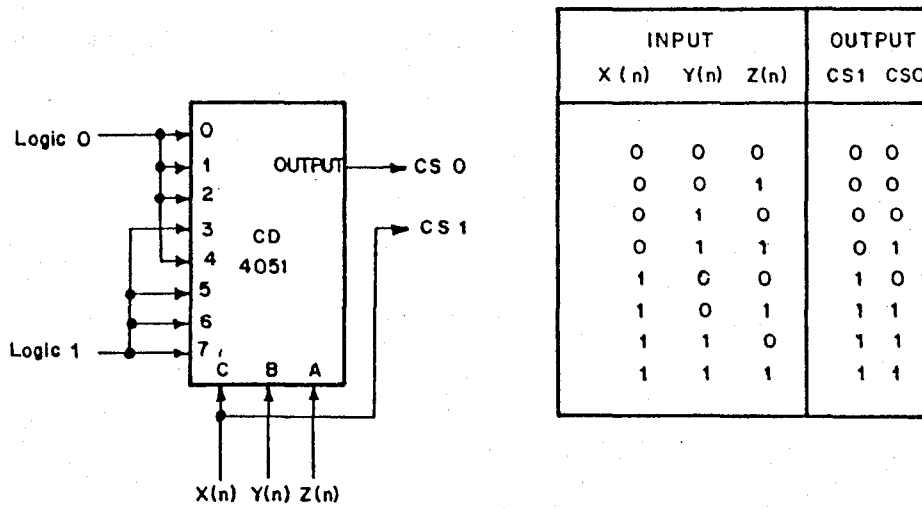 Logic 0
0
1
2
3
4
5
6
7
OUTPUT
CD
4051
C B A
CS 0
CS 1
Logic 1
X(n) Y(n) Z(n)
INPUT OUTPUT
X(n) Y(n) Z(n) CS1 CS0
0 0 0 0 0
0 0 1 0 0
0 1 0 0 0
0 1 1 0 1
1 0 0 1 0
1 0 1 1 1
1 1 0 1 1
1 1 1 1 1